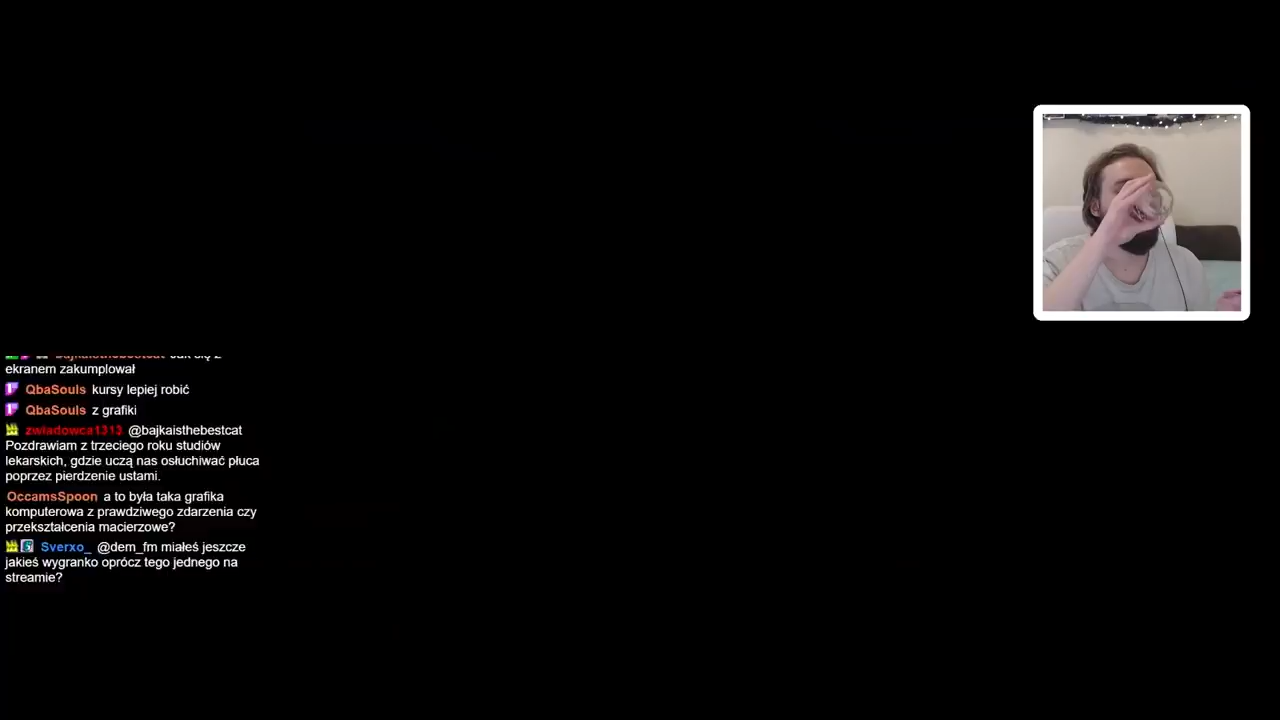 ekranem zakumplował
QbaSouls kursy lepiej robić
QbaSouls z grafiki
zwiadowca1312 @bajkaisthebestcat
Pozdrawiam z trzeciego roku studiów
lekarskich, gdzie uczą nas osłuchiwać płuca
poprzez pierdzenie ustami.
OccamsSpoon a to była taka grafika
komputerowa z prawdziwego zdarzenia czy
przekształcenia macierzowe?
Sverxo_ @dem_fm miałeś jeszcze
jakieś wygranko oprócz tego jednego na
streamie?